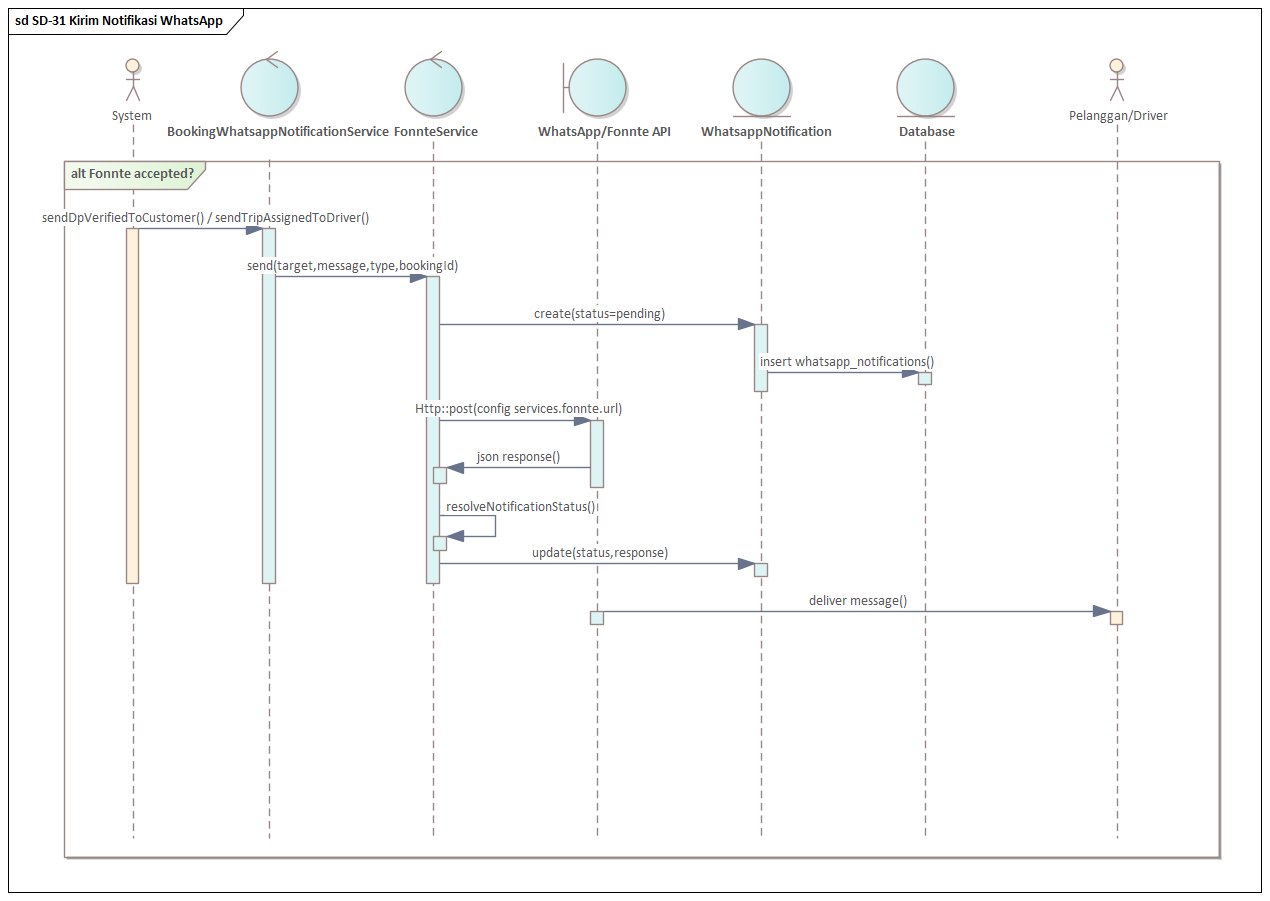 sd SD-31 Kirim Notifikasi WhatsApp
System
BookingWhatsappNotificationService
FonnteService
WhatsApp/Fonnte API
WhatsappNotification
Database
Pelanggan/Driver
alt Fonnte accepted?
sendDpVerifiedToCustomer() / sendTripAssignedToDriver()
send(target,message,type,bookingId)
create(status=pending)
insert whatsapp_notifications()
Http::post(config services.fonnte.url)
json response()
resolveNotificationStatus()
update(status,response)
deliver message()